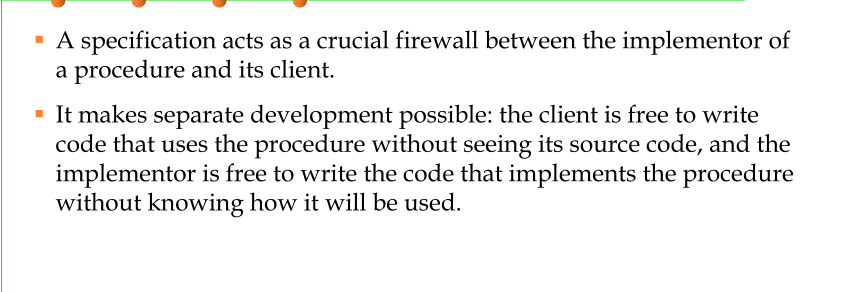 A specification acts as a crucial firewall between the implementor of
a procedure and its client.
It makes separate development possible: the client is free to write
code that uses the procedure without seeing its source code, and the
implementor is free to write the code that implements the procedure
without knowing how it will be used.